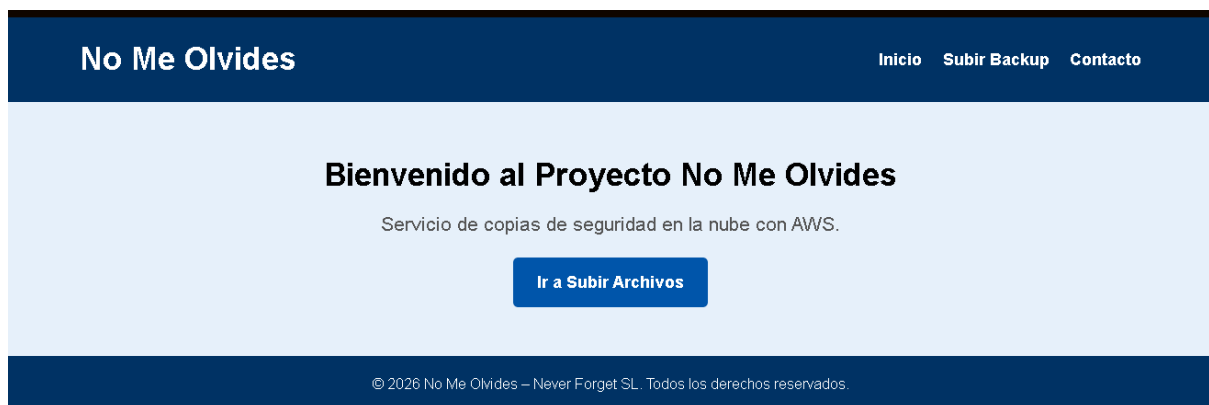 No Me Olvides
Inicio Subir Backup Contacto
Bienvenido al Proyecto No Me Olvides
Servicio de copias de seguridad en la nube con AWS.
Ir a Subir Archivos
© 2026 No Me Olvides – Never Forget SL. Todos los derechos reservados.